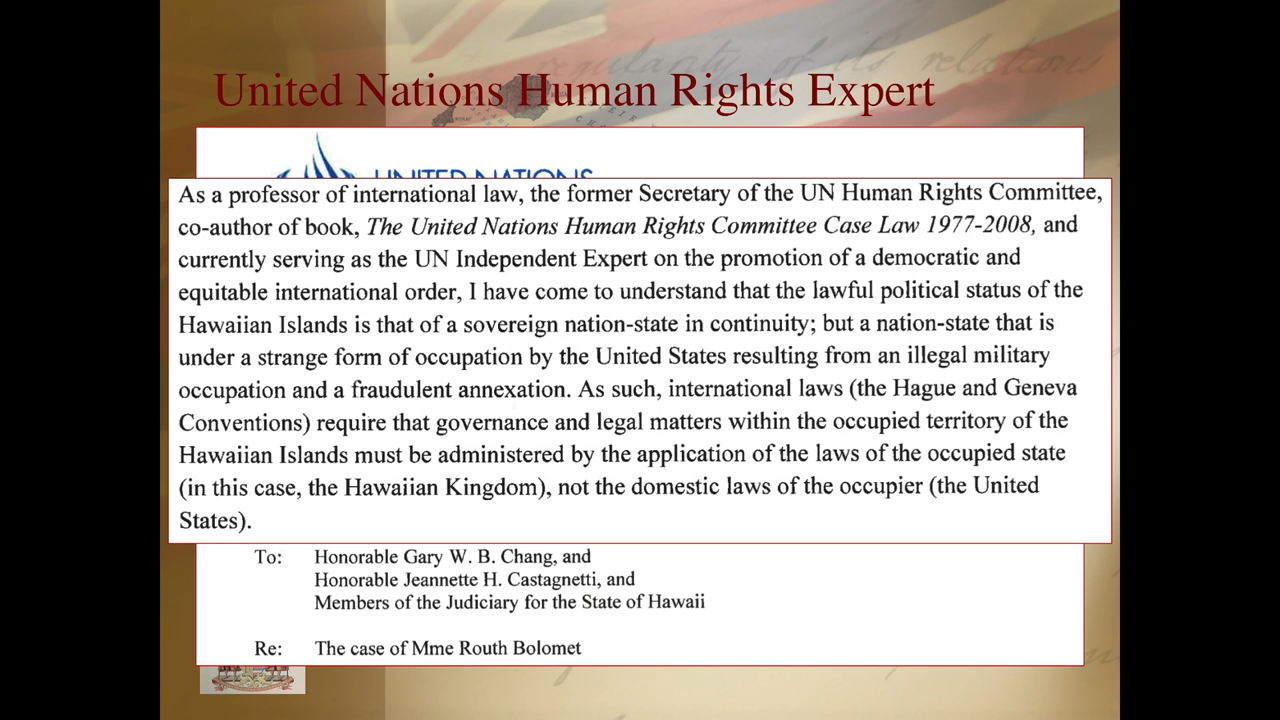 regularity of its relations
United Nations Human Rights Expert
UNITED NATIONS
As a professor of international law, the former Secretary of the UN Human Rights Committee,
co-author of book, The United Nations Human Rights Committee Case Law 1977-2008, and
currently serving as the UN Independent Expert on the promotion of a democratic and
equitable international order, I have come to understand that the lawful political status of the
Hawaiian Islands is that of a sovereign nation-state in continuity; but a nation-state that is
under a strange form of occupation by the United States resulting from an illegal military
occupation and a fraudulent annexation. As such, international laws (the Hague and Geneva
Conventions) require that governance and legal matters within the occupied territory of the
Hawaiian Islands must be administered by the application of the laws of the occupied state
(in this case, the Hawaiian Kingdom), not the domestic laws of the occupier (the United
States).
To: Honorable Gary W. B. Chang, and
Honorable Jeannette H. Castagnetti, and
Members of the Judiciary for the State of Hawaii
Re: The case of Mme Routh Bolomet